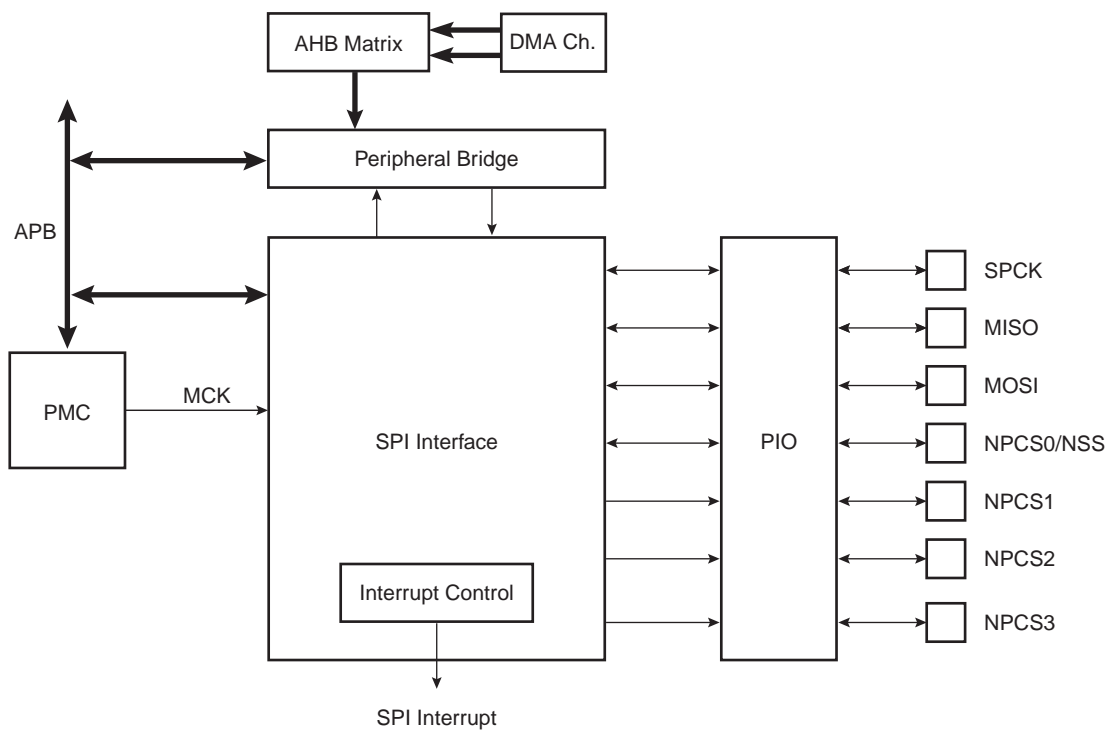 AHB Matrix
DMA Ch.
Peripheral Bridge
APB
SPCK
MISO
MCK
MOSI
PMC
SPI Interface
PIO
NPCS0/NSS
NPCS1
NPCS2
Interrupt Control
NPCS3
SPI Interrupt